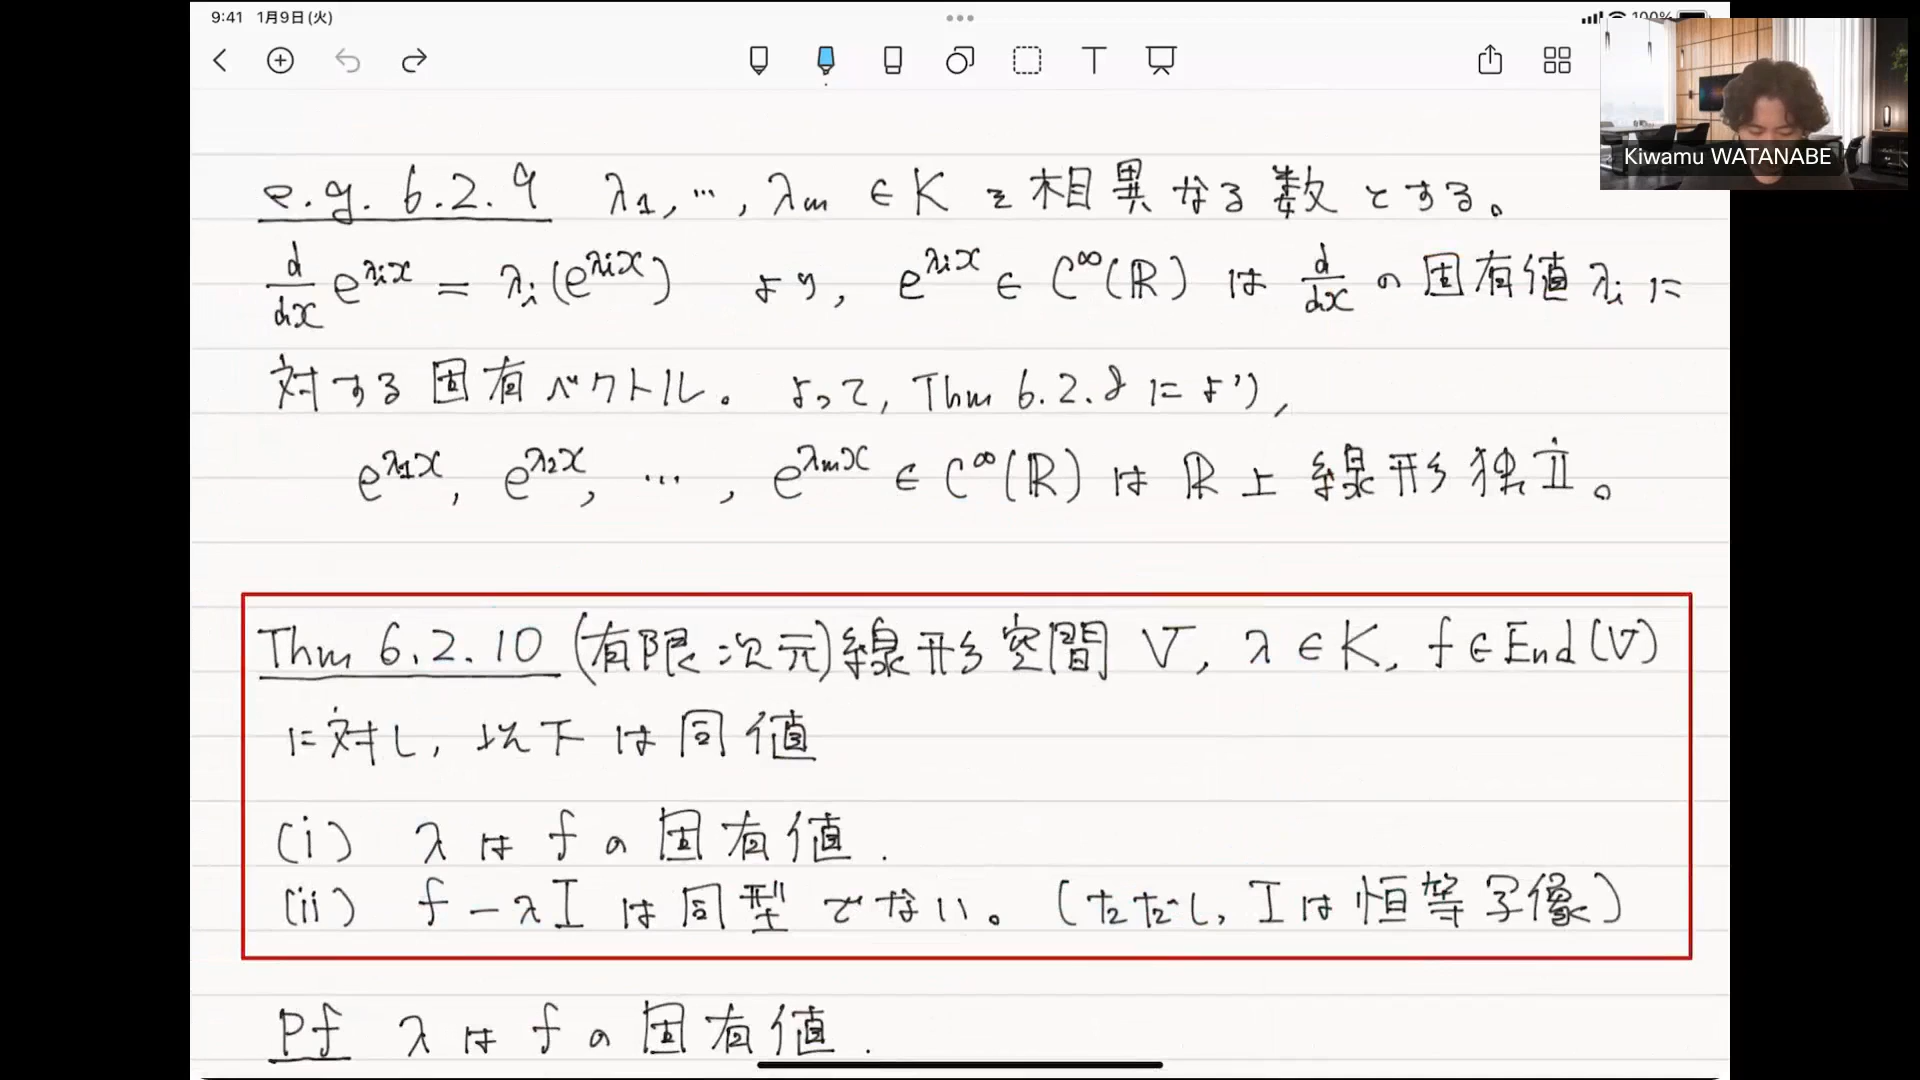 9:41 1月9日(火)
100%
Kiwamu WATANABE
e.g. 6.2.9 λ1, …, λm ∈ K を相異なる数とする。
d/dx e^{λix} = λi(e^{λix}) より, e^{λix} ∈ C^∞(ℝ) は d/dx の固有値 λi に
対する固有ベクトル。よって, Thm 6.2.8 により,
e^{λ1x}, e^{λ2x}, …, e^{λmx} ∈ C^∞(ℝ) は ℝ 上 線形独立。
Thm 6.2.10 (有限次元)線形空間 V, λ ∈ K, f ∈ End(V)
に対し, 以下は同値
(i) λ は f の固有値.
(ii) f − λI は同型でない。(ただし, I は恒等写像)
Pf λ は f の固有値.